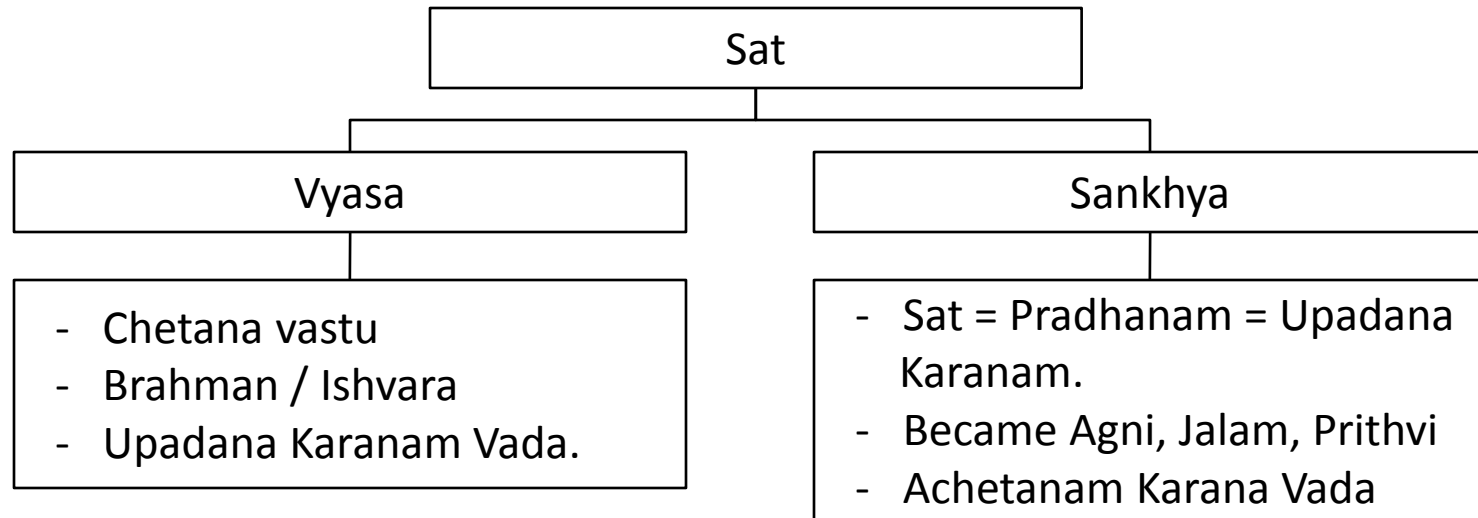 Sat
Vyasa
Sankhya
- Chetana vastu
- Brahman / Ishvara
- Upadana Karanam Vada.
- Sat = Pradhanam = Upadana
Karanam.
- Became Agni, Jalam, Prithvi
- Achetanam Karana Vada